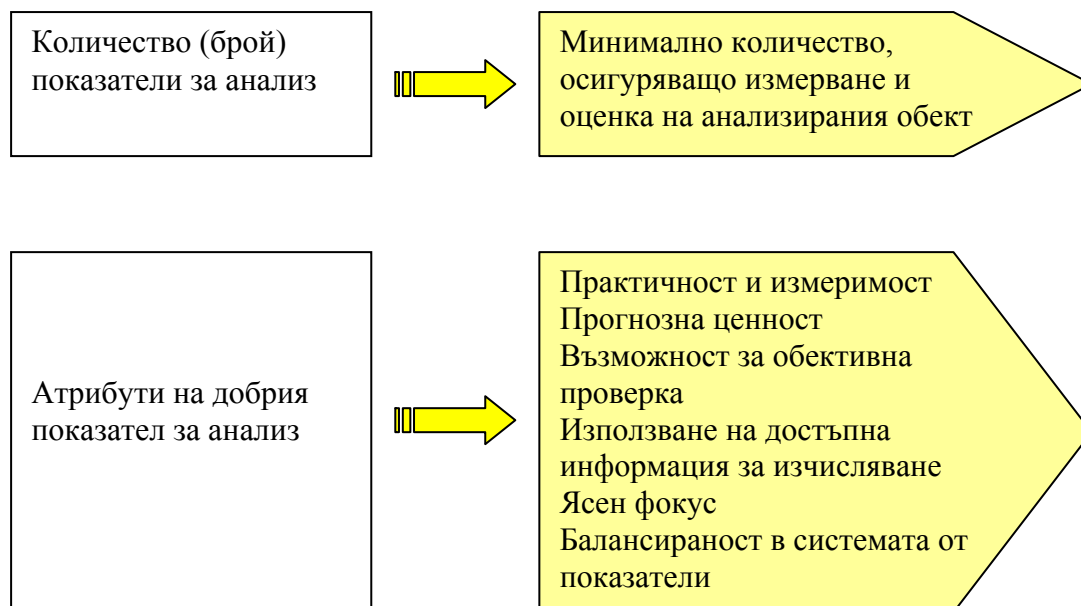 Количество (брой)
показатели за анализ
Минимално количество,
осигуряващо измерване и
оценка на анализирания обект
Атрибути на добрия
показател за анализ
Практичност и измеримост
Прогнозна ценност
Възможност за обективна
проверка
Използване на достъпна
информация за изчисляване
Ясен фокус
Балансираност в системата от
показатели